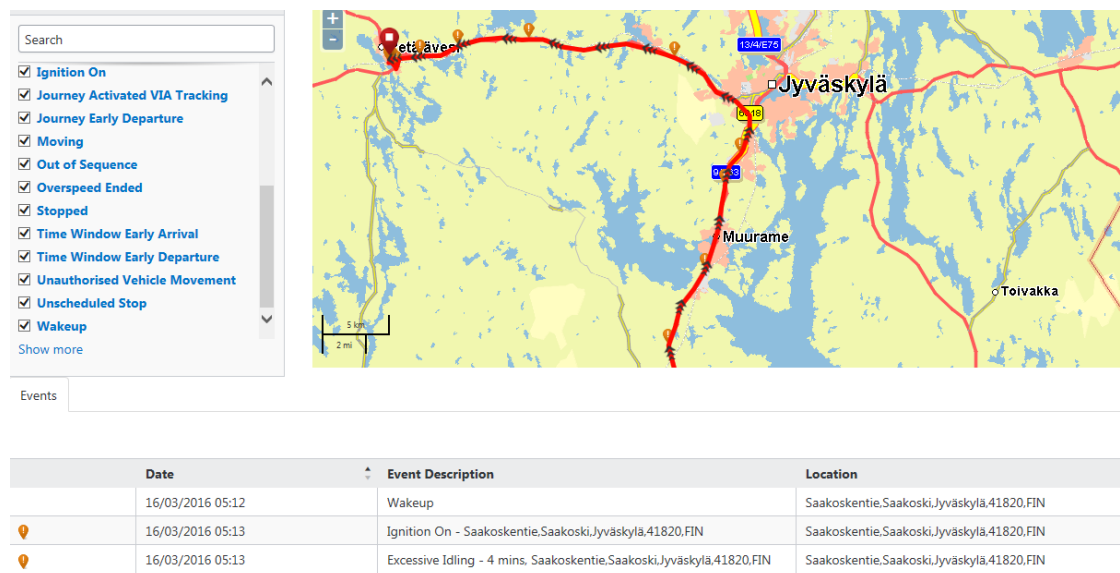 Search
Ignition On
Journey Activated VIA Tracking
Journey Early Departure
Moving
Out of Sequence
Overspeed Ended
Stopped
Time Window Early Arrival
Time Window Early Departure
Unauthorised Vehicle Movement
Unscheduled Stop
Wakeup
Show more
+
-
13/4/E75
Jyväskylä
Muurame
Toivakka
5 km
2 mi
Events
Date Event Description Location
16/03/2016 05:12 Wakeup Saakoskentie,Saakoski,Jyväskylä,41820,FIN
16/03/2016 05:13 Ignition On - Saakoskentie,Saakoski,Jyväskylä,41820,FIN Saakoskentie,Saakoski,Jyväskylä,41820,FIN
16/03/2016 05:13 Excessive Idling - 4 mins, Saakoskentie,Saakoski,Jyväskylä,41820,FIN Saakoskentie,Saakoski,Jyväskylä,41820,FIN